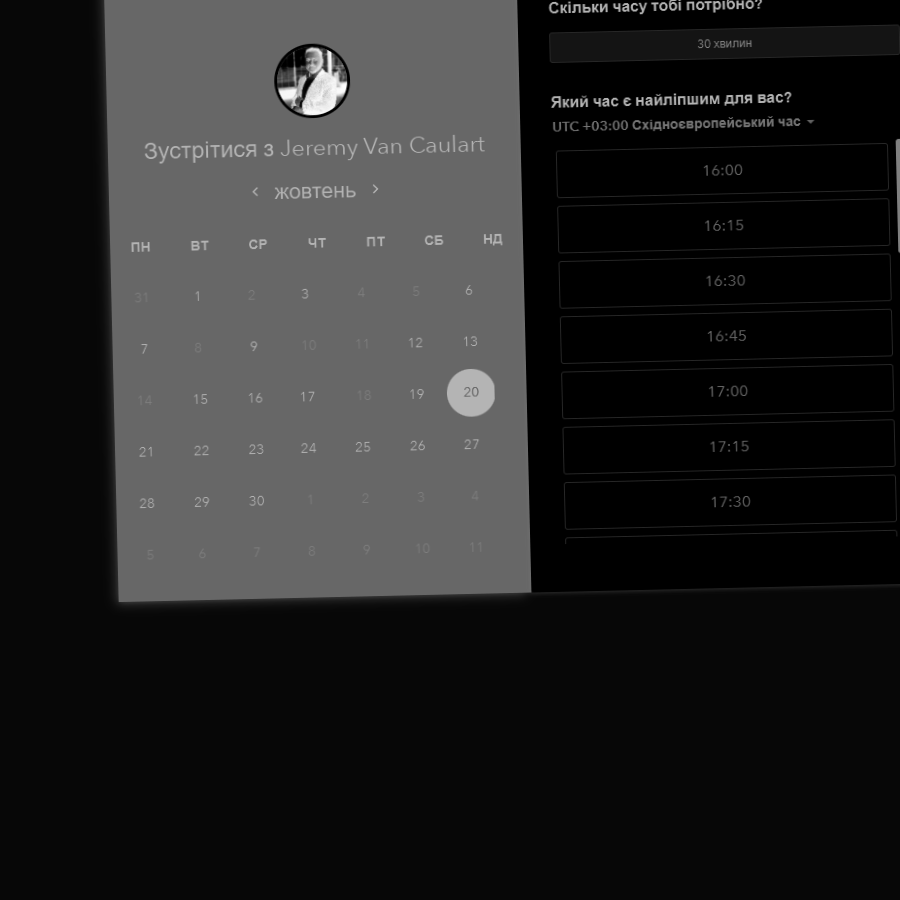 Зустрітися з Jeremy Van Caulart
жовтень
ПН ВТ СР ЧТ ПТ СБ НД
31 1 2 3 4 5 6
7 8 9 10 11 12 13
14 15 16 17 18 19 20
21 22 23 24 25 26 27
28 29 30 1 2 3 4
5 6 7 8 9 10 11
Скільки часу тобі потрібно?
30 хвилин
Який час є найліпшим для вас?
UTC +03:00 Східноєвропейський час
16:00
16:15
16:30
16:45
17:00
17:15
17:30